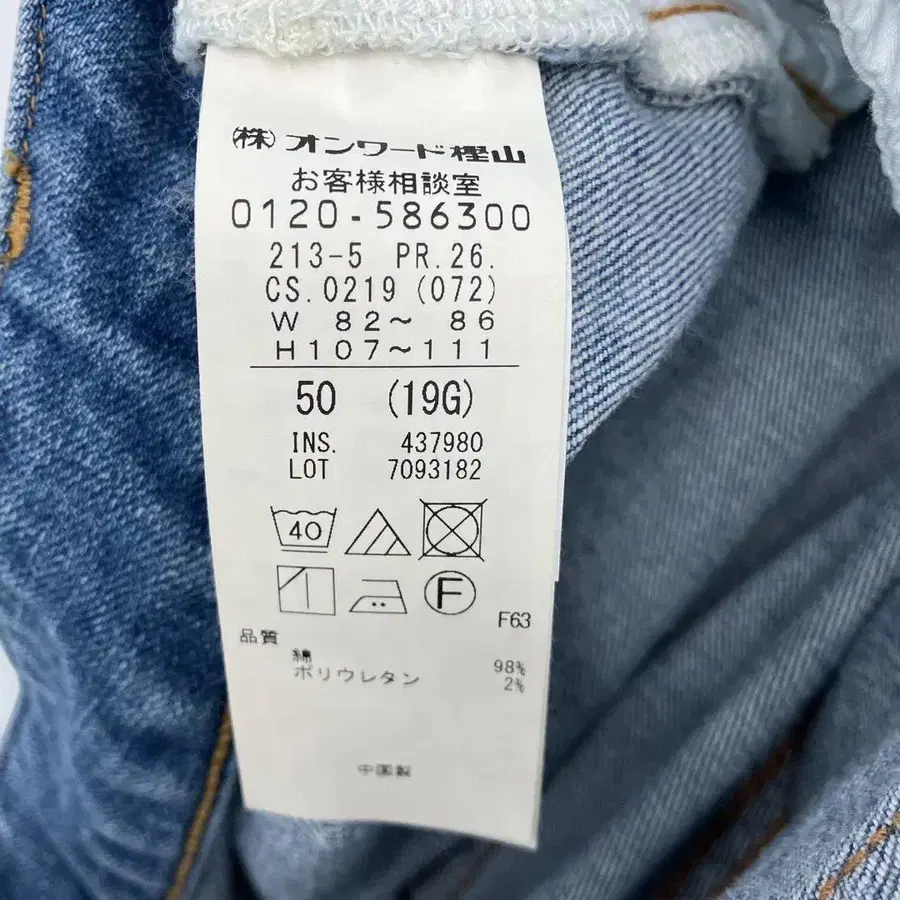 ㈱ オンワード樫山
お客様相談室
0120-586300
213-5 PR.26.
CS.0219 (072)
W 82～ 86
H107～111
50 (19G)
INS. 437980
LOT 7093182
40
F
F63
品質
綿 98%
ポリウレタン 2%
中国製